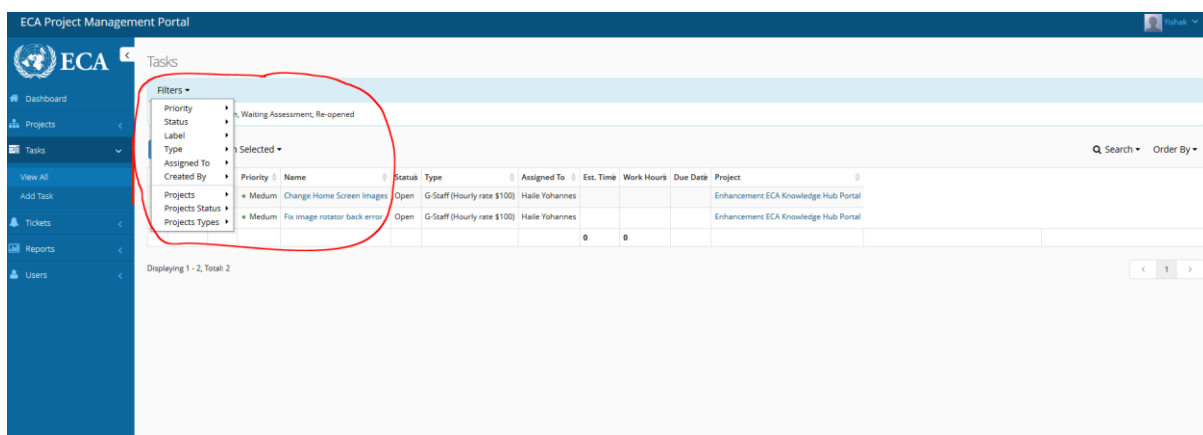 ECA Project Management Portal
Yishak
ECA
Tasks
Filters
Dashboard
Projects
Tasks
View All
Add Task
Tickets
Reports
Users
Priority
Status
Label
Type
Assigned To
Created By
Projects
Projects Status
Projects Types
Waiting Assessment, Re-opened
Selected
Search Order By
Priority Name Status Type Assigned To Est. Time Work Hours Due Date Project
Medum Change Home Screen Images Open G-Staff (Hourly rate $100) Haile Yohannes Enhancement ECA Knowledge Hub Portal
Medum Fix image rotator back error Open G-Staff (Hourly rate $100) Haile Yohannes Enhancement ECA Knowledge Hub Portal
0 0
Displaying 1 - 2, Total: 2
< 1 >